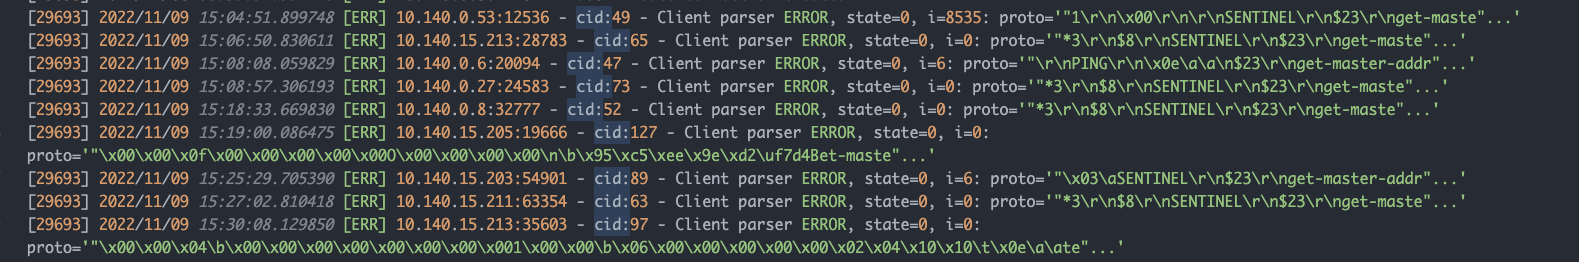 [29693] 2022/11/09 15:04:51.899748 [ERR] 10.140.0.53:12536 - cid:49 - Client parser ERROR, state=0, i=8535: proto='"1\r\n\x00\r\n\r\nSENTINEL\r\n$23\r\nget-maste"...'
[29693] 2022/11/09 15:06:50.830611 [ERR] 10.140.15.213:28783 - cid:65 - Client parser ERROR, state=0, i=0: proto='"*3\r\n$8\r\nSENTINEL\r\n$23\r\nget-maste"...'
[29693] 2022/11/09 15:08:08.059829 [ERR] 10.140.0.6:20094 - cid:47 - Client parser ERROR, state=0, i=6: proto='"\r\nPING\r\n\x0e\a\a\n$23\r\nget-master-addr"...'
[29693] 2022/11/09 15:08:57.306193 [ERR] 10.140.0.27:24583 - cid:73 - Client parser ERROR, state=0, i=0: proto='"*3\r\n$8\r\nSENTINEL\r\n$23\r\nget-maste"...'
[29693] 2022/11/09 15:18:33.669830 [ERR] 10.140.0.8:32777 - cid:52 - Client parser ERROR, state=0, i=0: proto='"*3\r\n$8\r\nSENTINEL\r\n$23\r\nget-maste"...'
[29693] 2022/11/09 15:19:00.086475 [ERR] 10.140.15.205:19666 - cid:127 - Client parser ERROR, state=0, i=0:
proto='"\x00\x00\x0f\x00\x00\x00\x00\x00O\x00\x00\x00\x00\n\b\x95\xc5\xee\x9e\xd2\uf7d4Bet-maste"...'
[29693] 2022/11/09 15:25:29.705390 [ERR] 10.140.15.203:54901 - cid:89 - Client parser ERROR, state=0, i=6: proto='"\x03\aSENTINEL\r\n$23\r\nget-master-addr"...'
[29693] 2022/11/09 15:27:02.810418 [ERR] 10.140.15.211:63354 - cid:63 - Client parser ERROR, state=0, i=0: proto='"*3\r\n$8\r\nSENTINEL\r\n$23\r\nget-maste"...'
[29693] 2022/11/09 15:30:08.129850 [ERR] 10.140.15.213:35603 - cid:97 - Client parser ERROR, state=0, i=0:
proto='"\x00\x00\x04\b\x00\x00\x00\x00\x00\x00\x00\x001\x00\x00\b\x06\x00\x00\x00\x00\x00\x02\x04\x10\x10\t\x0e\a\ate"...'